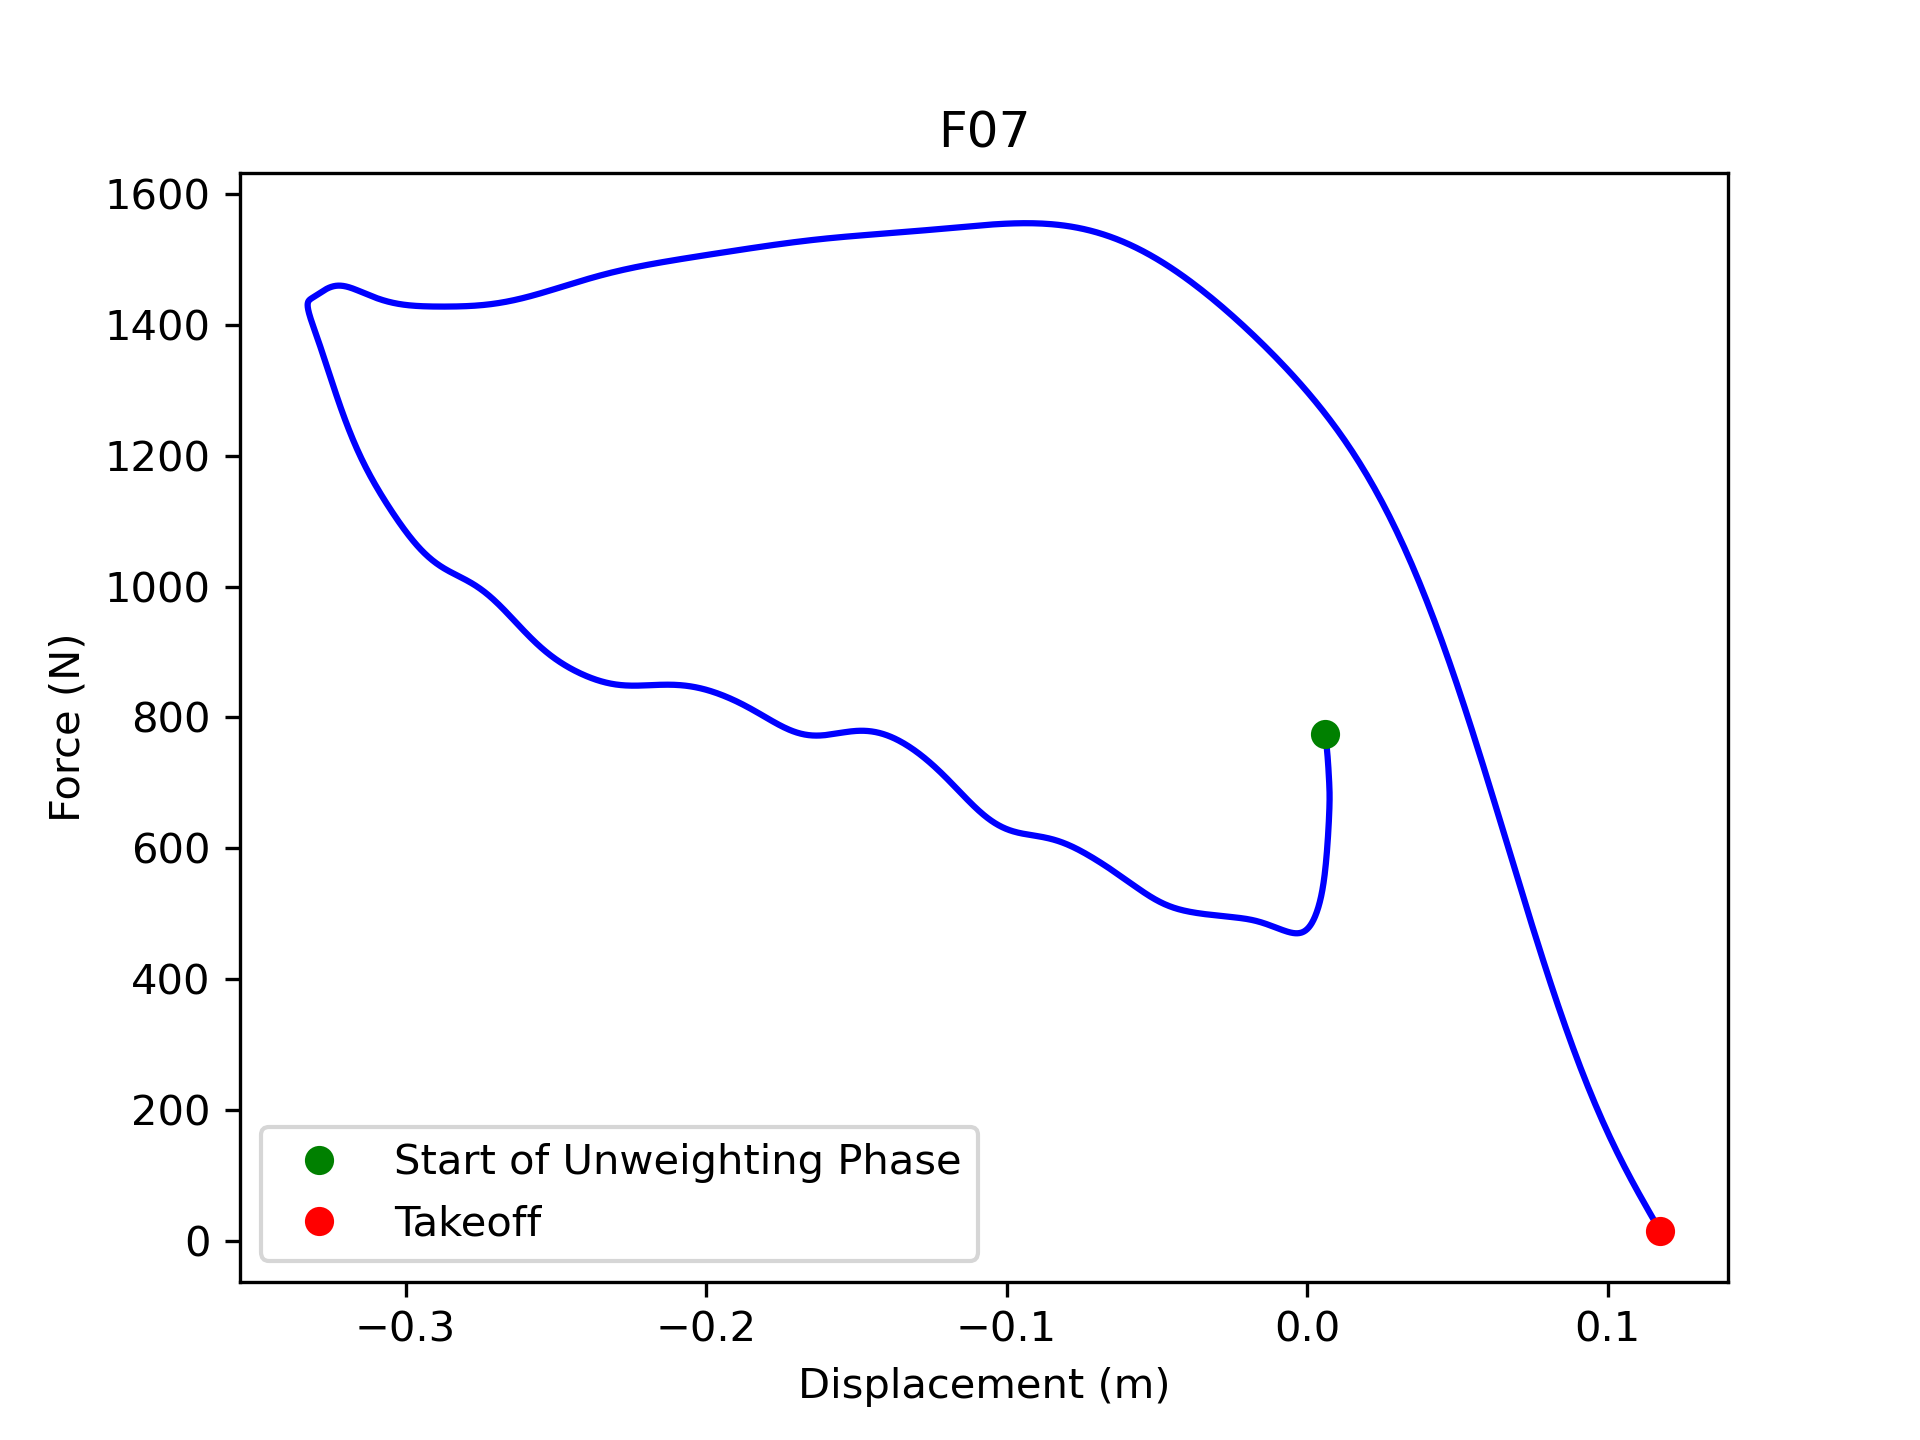 F07
1600
1400
1200
1000
800
600
400
200
0
Force (N)
Start of Unweighting Phase
Takeoff
−0.3 −0.2 −0.1 0.0 0.1
Displacement (m)